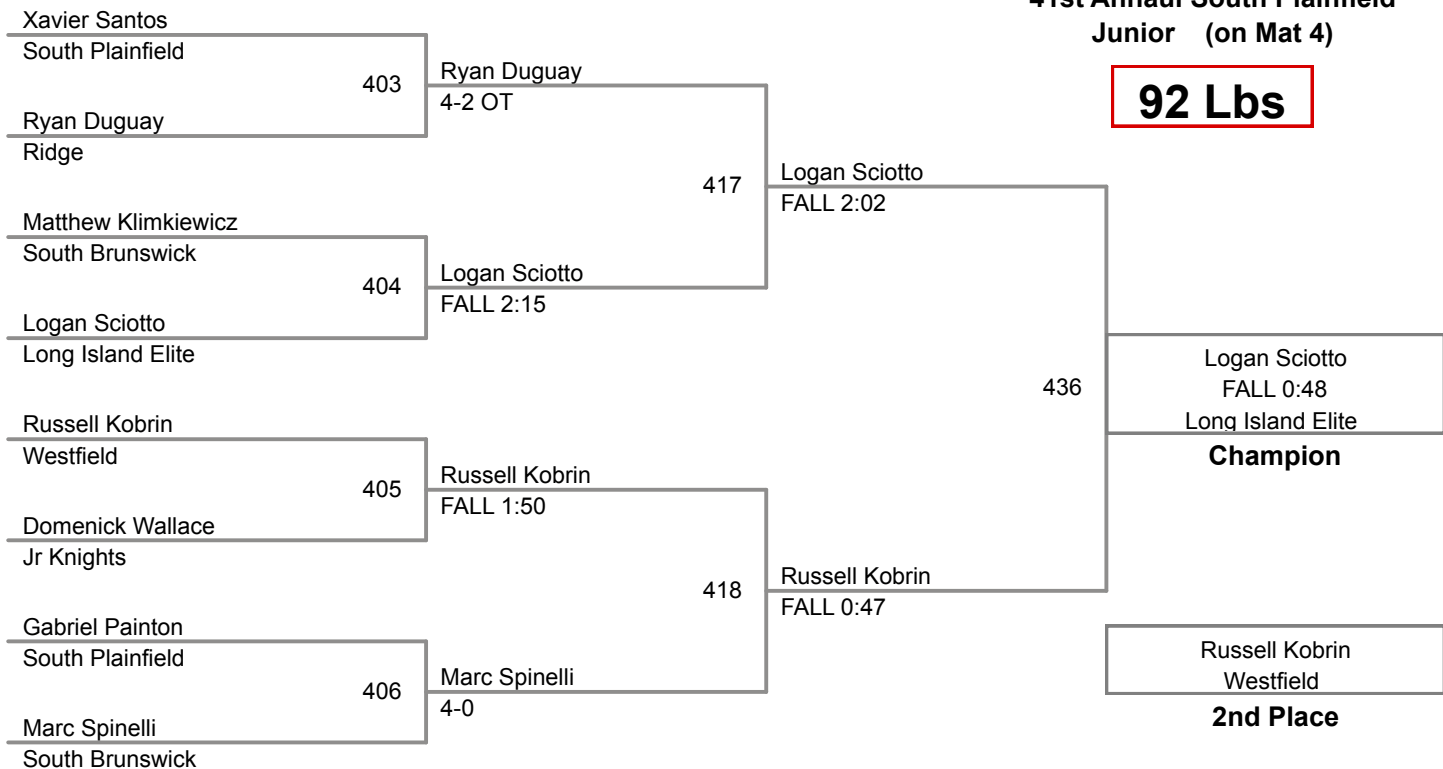 41st Annaul South Plainfield
Junior (on Mat 4)
92 Lbs
Xavier Santos
South Plainfield
403
Ryan Duguay
Ridge
Ryan Duguay
4-2 OT
417
Matthew Klimkiewicz
South Brunswick
404
Logan Sciotto
Long Island Elite
Logan Sciotto
FALL 2:15
Logan Sciotto
FALL 2:02
436
Russell Kobrin
Westfield
405
Domenick Wallace
Jr Knights
Russell Kobrin
FALL 1:50
418
Gabriel Painton
South Plainfield
406
Marc Spinelli
South Brunswick
Marc Spinelli
4-0
Russell Kobrin
FALL 0:47
Logan Sciotto
FALL 0:48
Long Island Elite
Champion
Russell Kobrin
Westfield
2nd Place